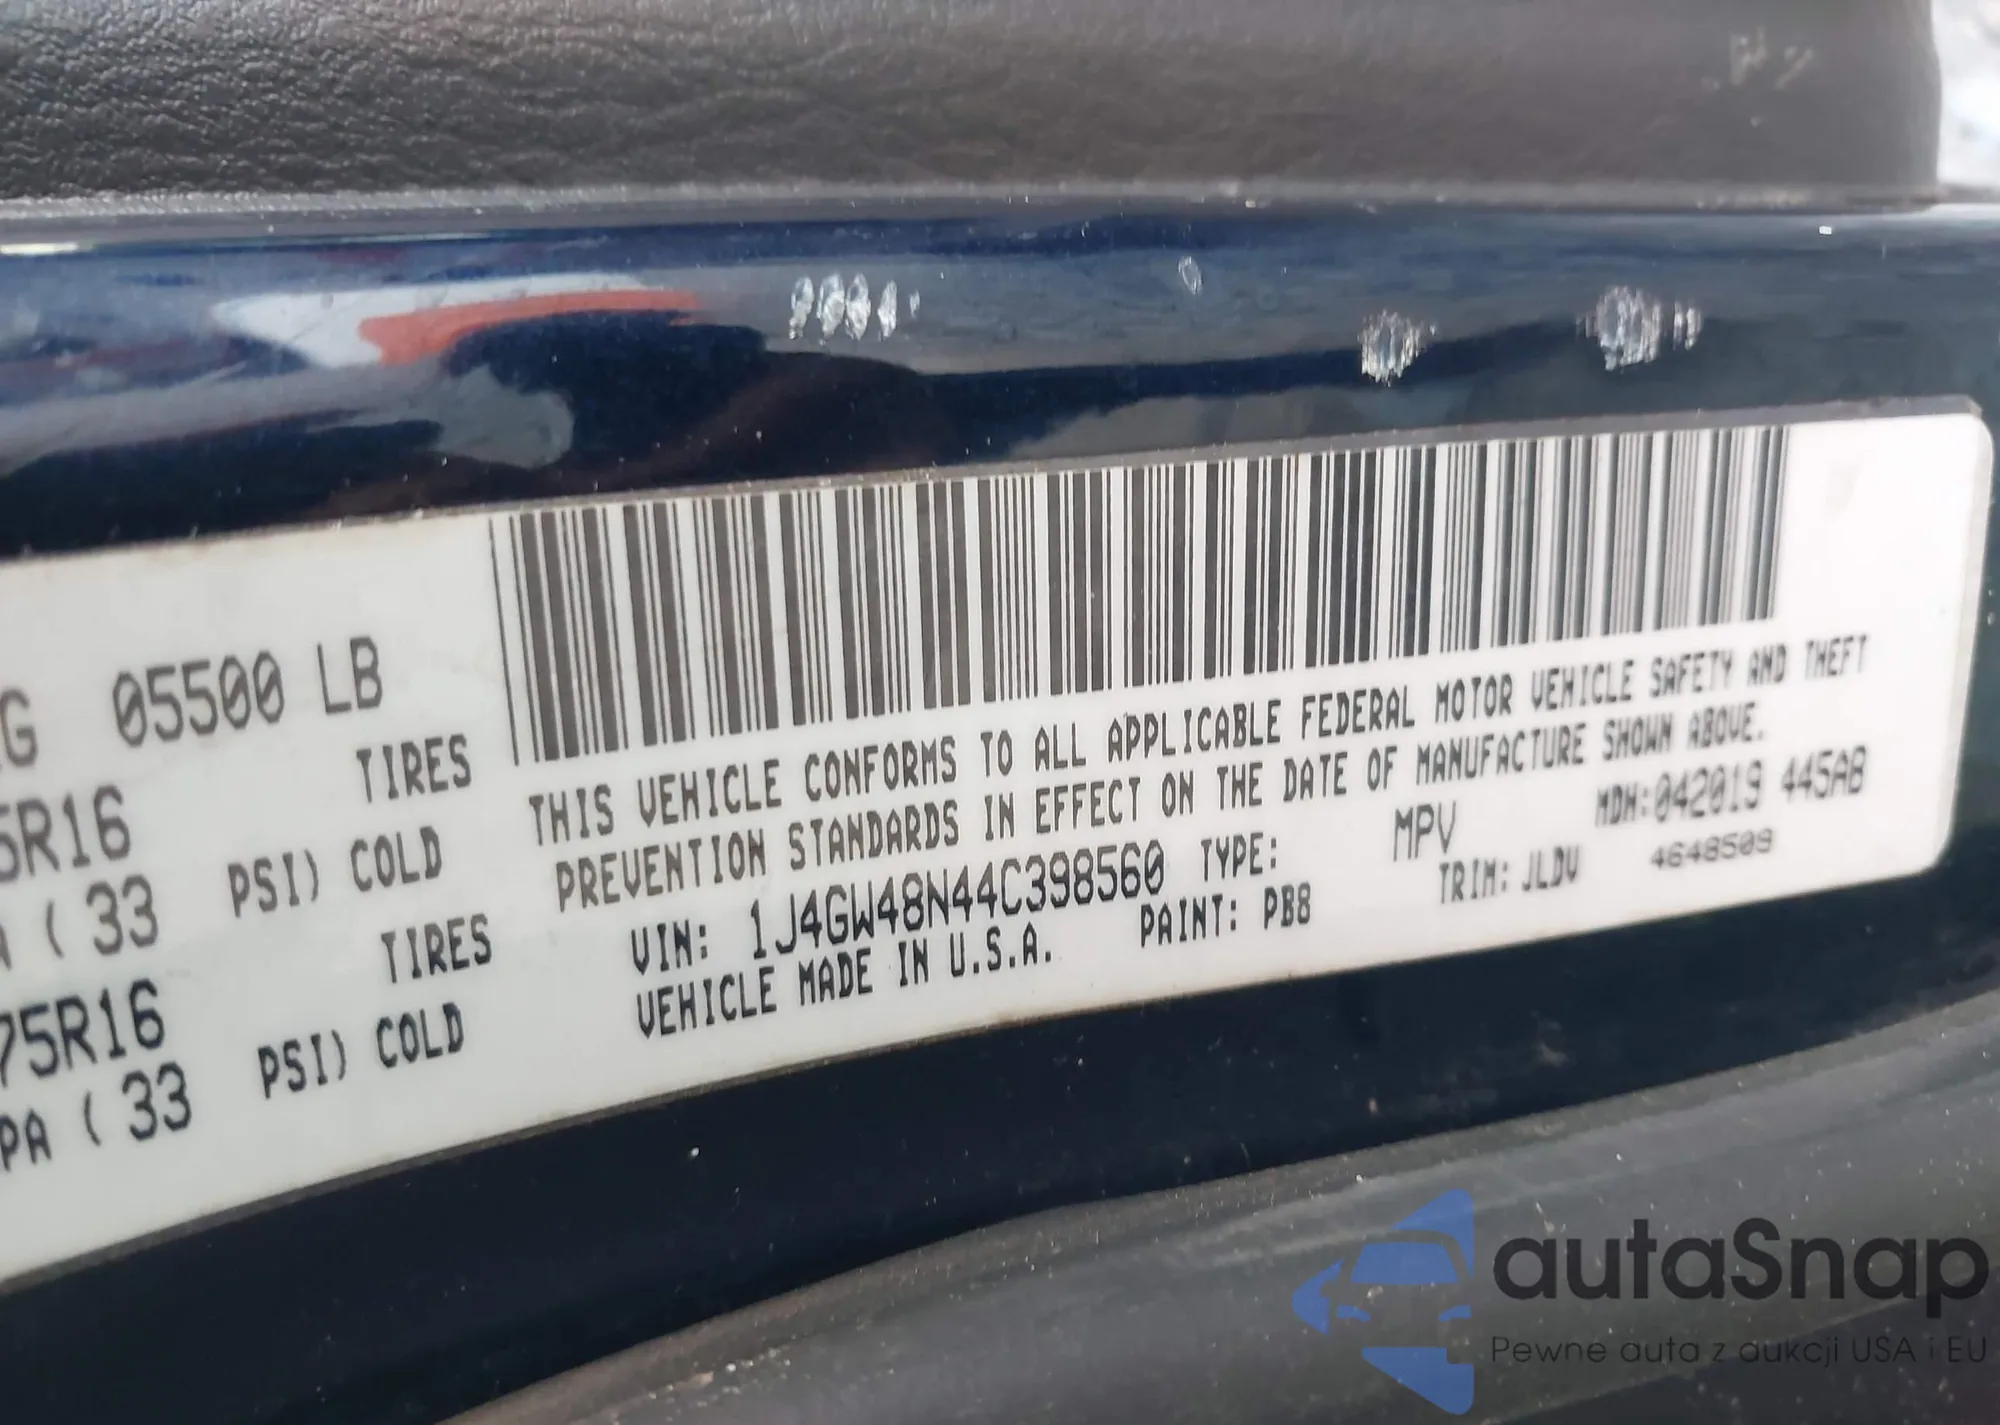 G 05500 LB
TIRES
5R16
PSI) COLD
A ( 33
TIRES
75R16
PSI) COLD
PA ( 33
THIS VEHICLE CONFORMS TO ALL APPLICABLE FEDERAL MOTOR VEHICLE SAFETY AND THEFT
PREVENTION STANDARDS IN EFFECT ON THE DATE OF MANUFACTURE SHOWN ABOVE.
VIN: 1J4GW48N44C398560 TYPE: MPV MDH:042019 445AB
VEHICLE MADE IN U.S.A. PAINT: PB8 TRIM: JLDV 4648509
autaSnap
Pewne auta z aukcji USA i EU